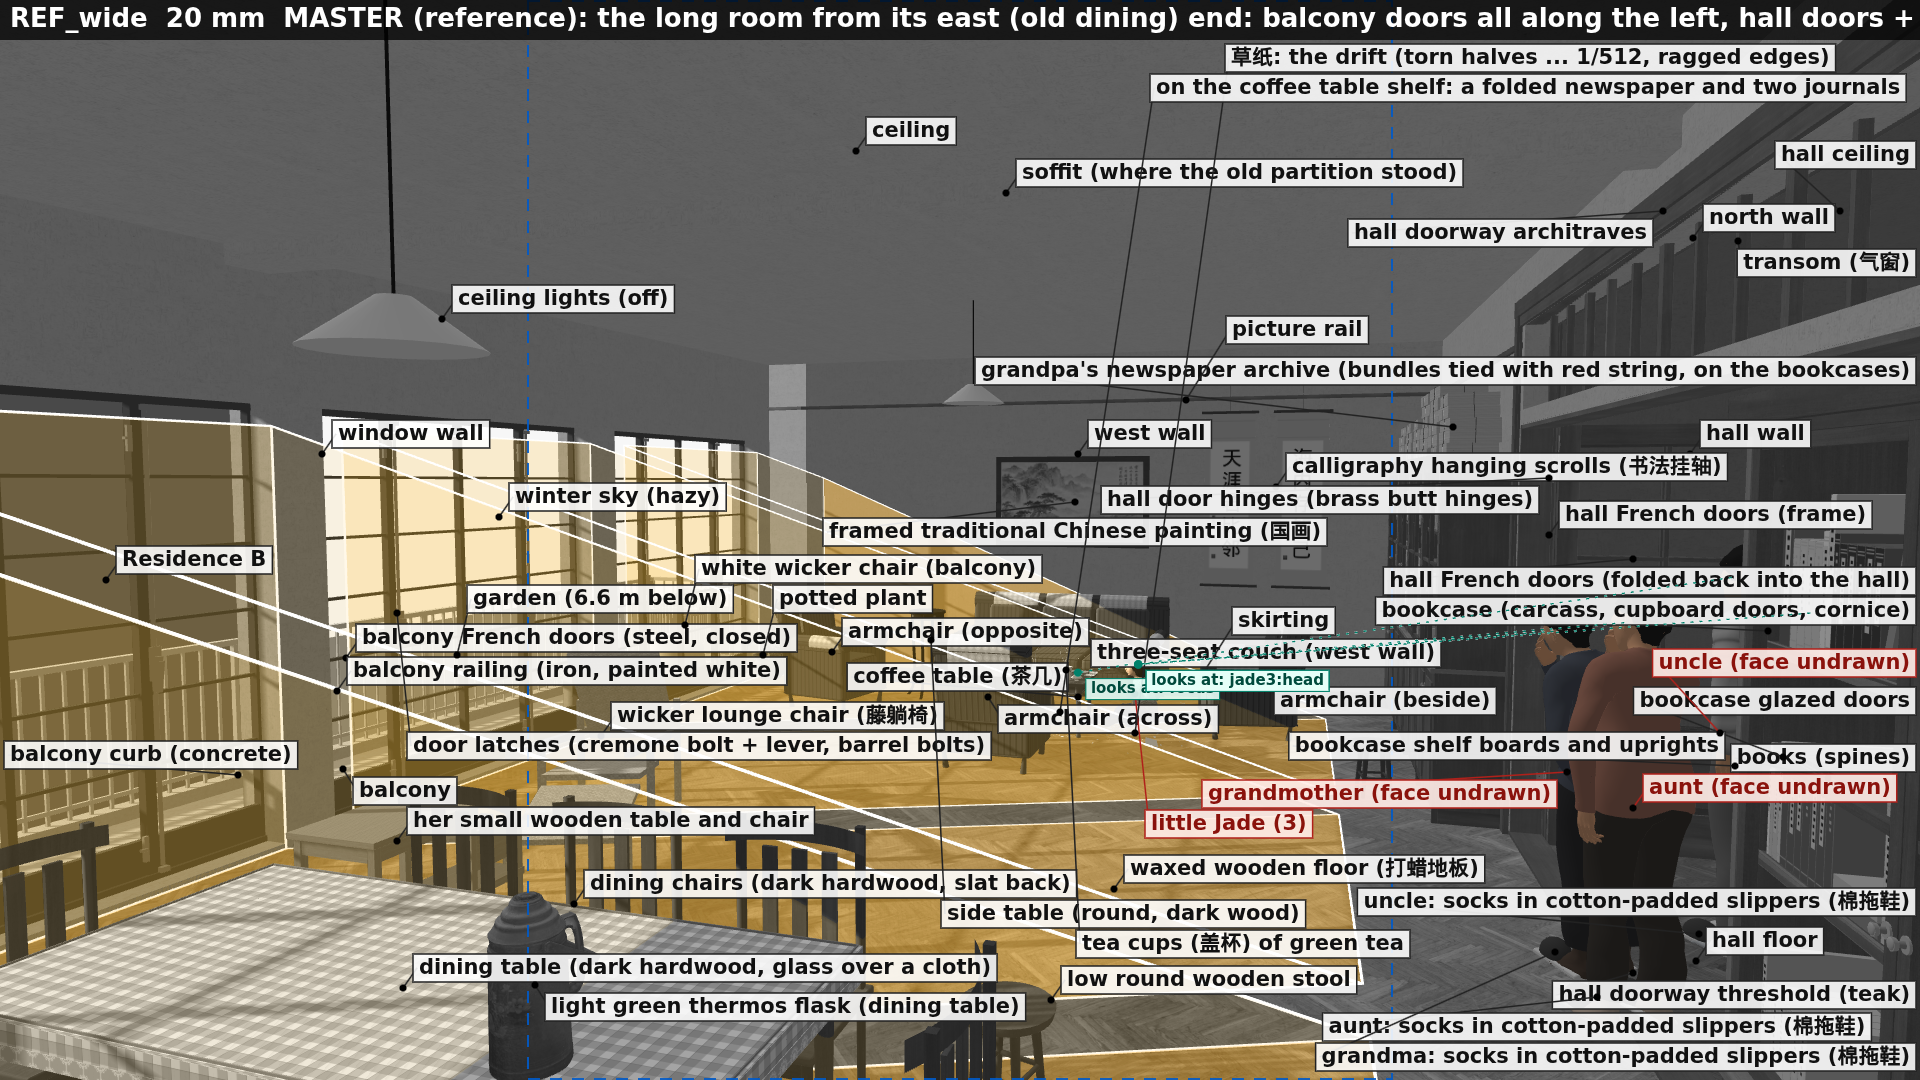 REF_wide 20 mm MASTER (reference): the long room from its east (old dining) end: balcony doors all along the left, hall doors +
草纸: the drift (torn halves ... 1/512, ragged edges)
on the coffee table shelf: a folded newspaper and two journals
ceiling
hall ceiling
soffit (where the old partition stood)
north wall
hall doorway architraves
transom (气窗)
ceiling lights (off)
picture rail
grandpa's newspaper archive (bundles tied with red string, on the bookcases)
window wall
west wall
hall wall
天涯
calligraphy hanging scrolls (书法挂轴)
winter sky (hazy)
hall door hinges (brass butt hinges)
hall French doors (frame)
framed traditional Chinese painting (国画)
Residence B
white wicker chair (balcony)
hall French doors (folded back into the hall)
garden (6.6 m below)
potted plant
bookcase (carcass, cupboard doors, cornice)
skirting
armchair (opposite)
balcony French doors (steel, closed)
three-seat couch (west wall)
uncle (face undrawn)
balcony railing (iron, painted white)
coffee table (茶几)
looks at: jade3:head
armchair (beside)
bookcase glazed doors
wicker lounge chair (藤躺椅)
armchair (across)
door latches (cremone bolt + lever, barrel bolts)
bookcase shelf boards and uprights
balcony curb (concrete)
books (spines)
balcony
grandmother (face undrawn)
aunt (face undrawn)
her small wooden table and chair
little Jade (3)
waxed wooden floor (打蜡地板)
dining chairs (dark hardwood, slat back)
uncle: socks in cotton-padded slippers (棉拖鞋)
side table (round, dark wood)
tea cups (盖杯) of green tea
hall floor
dining table (dark hardwood, glass over a cloth)
low round wooden stool
hall doorway threshold (teak)
light green thermos flask (dining table)
aunt: socks in cotton-padded slippers (棉拖鞋)
grandma: socks in cotton-padded slippers (棉拖鞋)